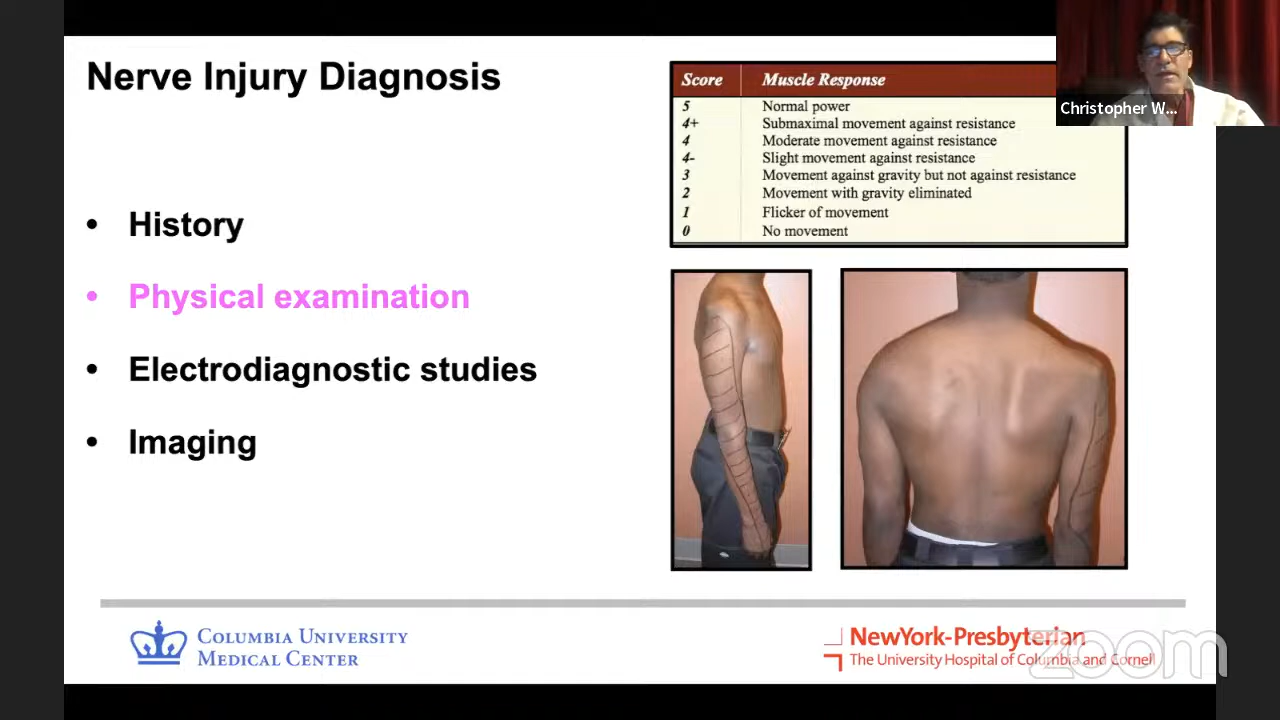 Nerve Injury Diagnosis
• History
• Physical examination
• Electrodiagnostic studies
• Imaging
Score Muscle Response
5 Normal power
4+ Submaximal movement against resistance
4 Moderate movement against resistance
4- Slight movement against resistance
3 Movement against gravity but not against resistance
2 Movement with gravity eliminated
1 Flicker of movement
0 No movement
Christopher W...
COLUMBIA UNIVERSITY
MEDICAL CENTER
NewYork-Presbyterian
The University Hospital of Columbia and Cornell
zoom